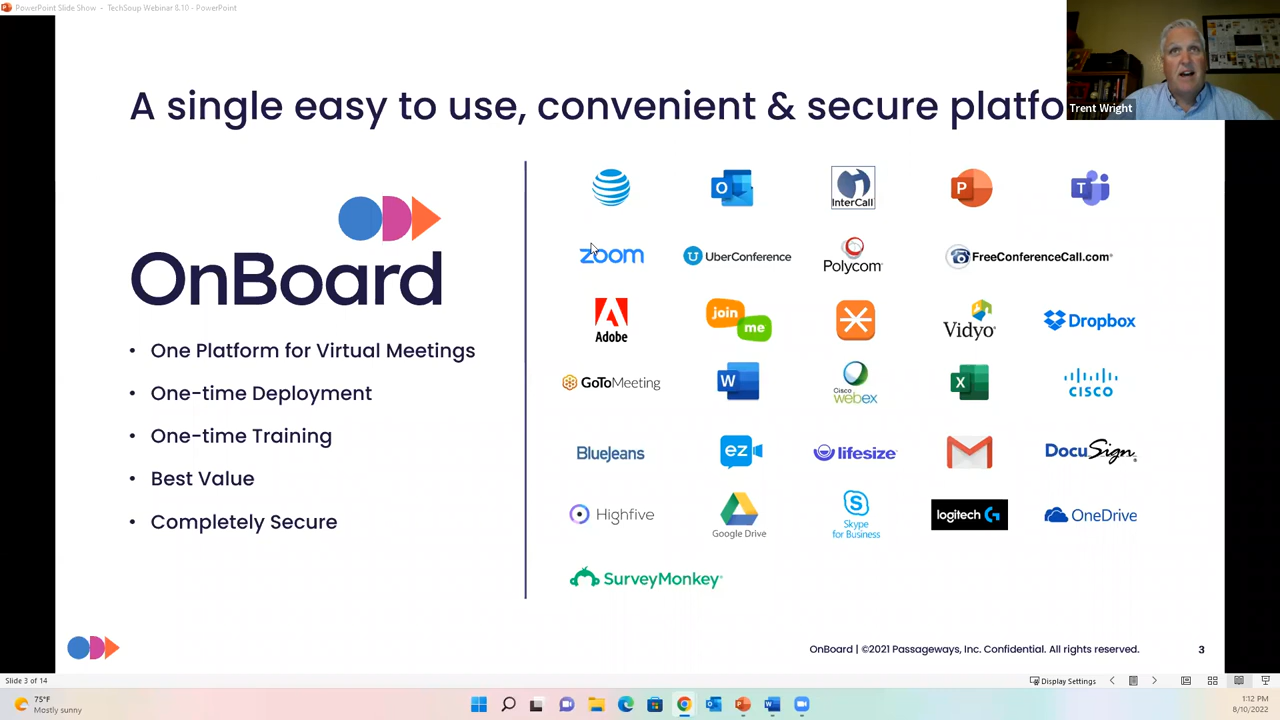 PowerPoint Slide Show - TechSoup Webinar 8.10 - PowerPoint
A single easy to use, convenient & secure platfo
Trent Wright
OnBoard
• One Platform for Virtual Meetings
• One-time Deployment
• One-time Training
• Best Value
• Completely Secure
O
InterCall
P
T
zoom
U UberConference
Polycom®
FreeConferenceCall.com®
Adobe
join
me
Vidyo®
Dropbox
GoToMeeting
W
Cisco
webex
X
CISCO
BlueJeans
ez
lifesize
M
DocuSign®
Highfive
Google Drive
S
Skype
for Business
logitech G
OneDrive
SurveyMonkey®
OnBoard | ©2021 Passageways, Inc. Confidential. All rights reserved.
3
Slide 3 of 14
Display Settings
75°F
Mostly sunny
1:12 PM
8/10/2022